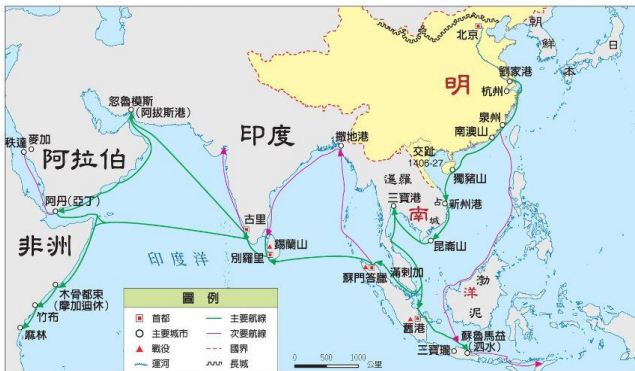 朝
鮮
日
本
北京
明
劉家港
杭州
泉州
南澳山
忽魯模斯
(阿拔斯港)
秩達
麥加
阿拉伯
印度
撒地港
交趾
1406-27
獨豬山
暹羅
三寶港
占
城
新州港
南
阿丹(亞丁)
古里
錫蘭山
崑崙山
非洲
印度洋
別羅里
蘇門答臘
滿剌加
渤
泥
洋
木骨都束
(摩加迪休)
竹布
麻林
舊港
三寶壠
蘇魯馬益
(泗水)
圖例
首都
主要航線
主要城市
次要航線
戰役
國界
運河
長城
0 500 1000
公里